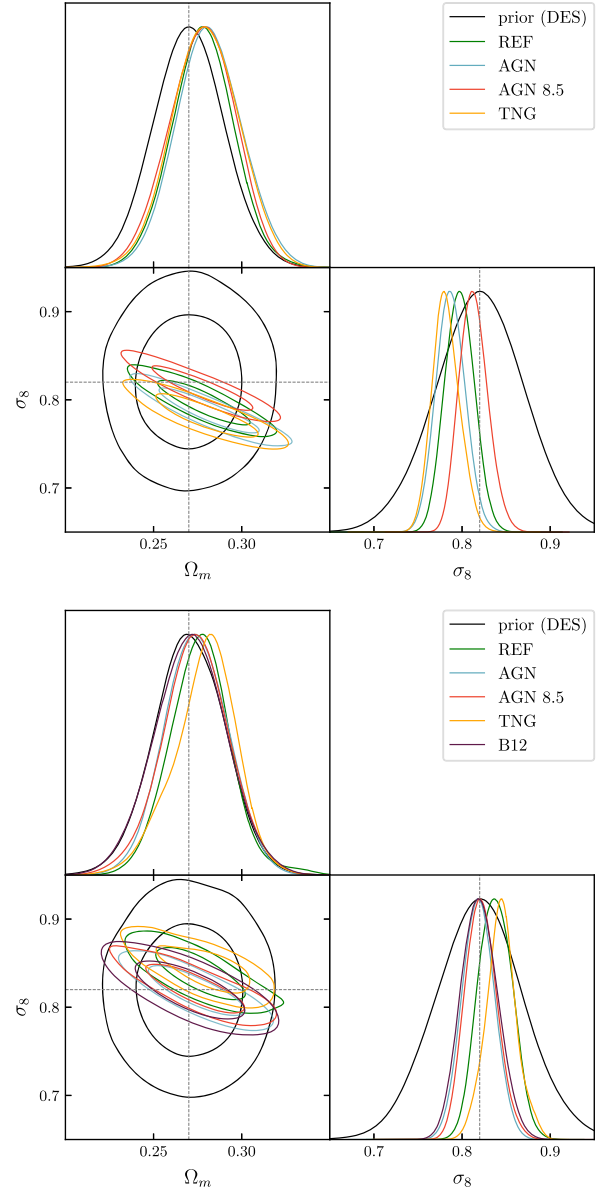 prior (DES)
REF
AGN
AGN 8.5
TNG
0.9
0.8
0.7
σ₈
0.25 0.30
Ωₘ
0.7 0.8 0.9
σ₈
prior (DES)
REF
AGN
AGN 8.5
TNG
B12
0.9
0.8
0.7
σ₈
0.25 0.30
Ωₘ
0.7 0.8 0.9
σ₈